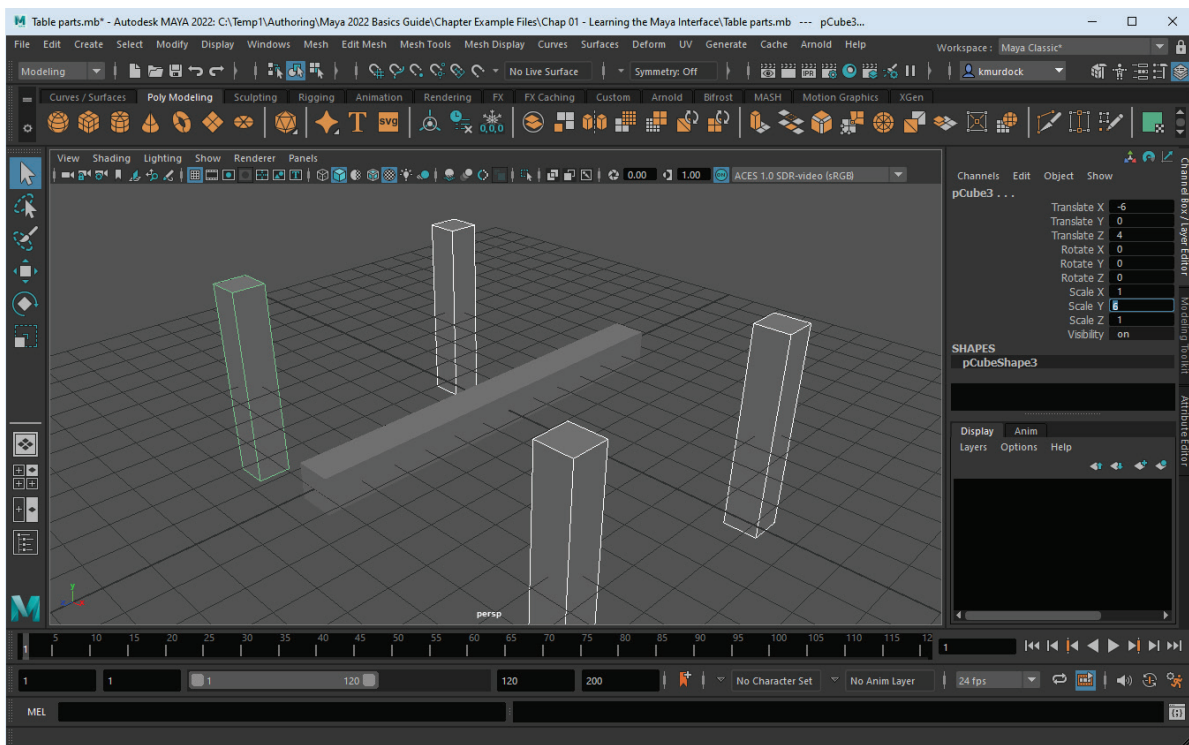 Table parts.mb* - Autodesk MAYA 2022: C:\Temp1\Authoring\Maya 2022 Basics Guide\Chapter Example Files\Chap 01 - Learning the Maya Interface\Table parts.mb --- pCube3...
File Edit Create Select Modify Display Windows Mesh Edit Mesh Mesh Tools Mesh Display Curves Surfaces Deform UV Generate Cache Arnold Help
Workspace : Maya Classic*
Modeling No Live Surface Symmetry: Off IPR kmurdock
Curves / Surfaces Poly Modeling Sculpting Rigging Animation Rendering FX FX Caching Custom Arnold Bifrost MASH Motion Graphics XGen
T SVG 0,0,0
View Shading Lighting Show Renderer Panels
0.00 1.00 ACES 1.0 SDR-video (sRGB)
Channels Edit Object Show
pCube3 . . .
Translate X -6
Translate Y 0
Translate Z 4
Rotate X 0
Rotate Y 0
Rotate Z 0
Scale X 1
Scale Y 6
Scale Z 1
Visibility on
SHAPES
pCubeShape3
Channel Box / Layer Editor
Modeling Toolkit
Attribute Editor
Display Anim
Layers Options Help
y
persp
1 5 10 15 20 25 30 35 40 45 50 55 60 65 70 75 80 85 90 95 100 105 110 115 12
1
1 1 1 120 120 200 No Character Set No Anim Layer 24 fps
MEL